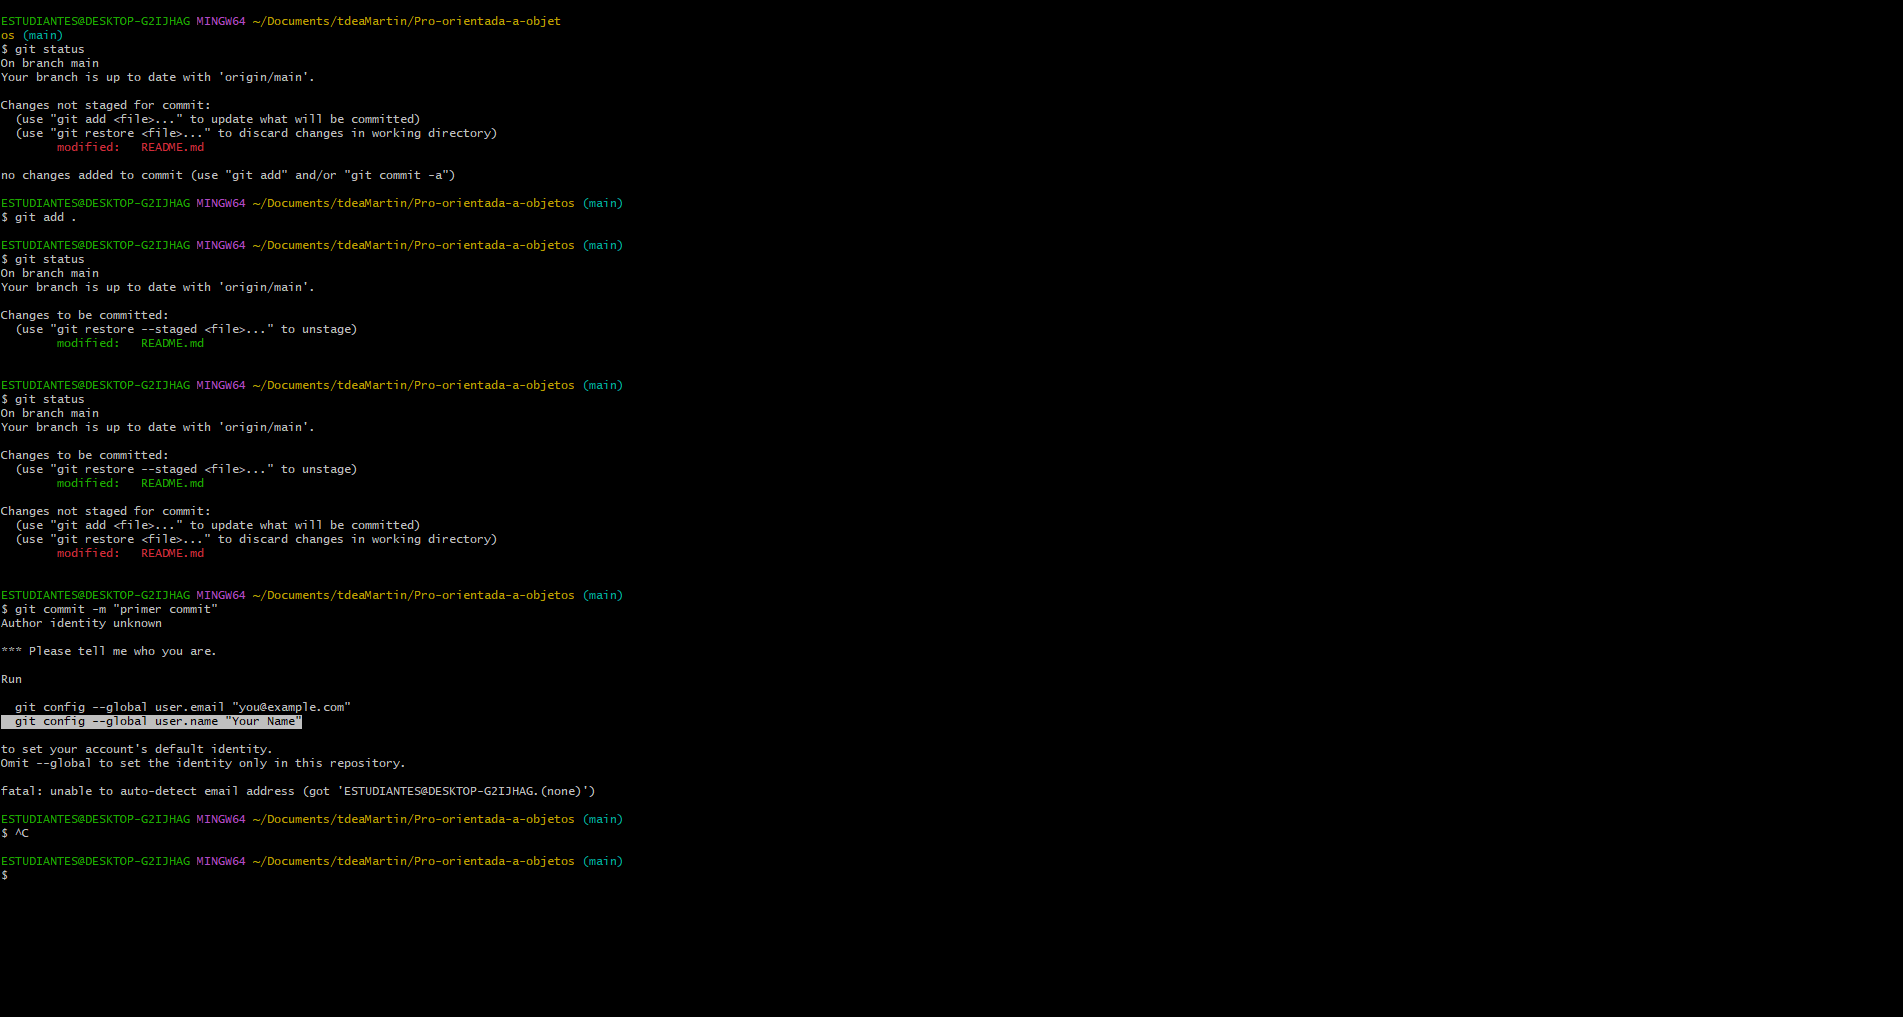 ESTUDIANTES@DESKTOP-G2IJHAG MINGW64 ~/Documents/tdeaMartin/Pro-orientada-a-objet
os (main)
$ git status
On branch main
Your branch is up to date with 'origin/main'.

Changes not staged for commit:
  (use "git add <file>..." to update what will be committed)
  (use "git restore <file>..." to discard changes in working directory)
        modified:   README.md

no changes added to commit (use "git add" and/or "git commit -a")

ESTUDIANTES@DESKTOP-G2IJHAG MINGW64 ~/Documents/tdeaMartin/Pro-orientada-a-objetos (main)
$ git add .

ESTUDIANTES@DESKTOP-G2IJHAG MINGW64 ~/Documents/tdeaMartin/Pro-orientada-a-objetos (main)
$ git status
On branch main
Your branch is up to date with 'origin/main'.

Changes to be committed:
  (use "git restore --staged <file>..." to unstage)
        modified:   README.md


ESTUDIANTES@DESKTOP-G2IJHAG MINGW64 ~/Documents/tdeaMartin/Pro-orientada-a-objetos (main)
$ git status
On branch main
Your branch is up to date with 'origin/main'.

Changes to be committed:
  (use "git restore --staged <file>..." to unstage)
        modified:   README.md

Changes not staged for commit:
  (use "git add <file>..." to update what will be committed)
  (use "git restore <file>..." to discard changes in working directory)
        modified:   README.md


ESTUDIANTES@DESKTOP-G2IJHAG MINGW64 ~/Documents/tdeaMartin/Pro-orientada-a-objetos (main)
$ git commit -m "primer commit"
Author identity unknown

*** Please tell me who you are.

Run

  git config --global user.email "you@example.com"
  git config --global user.name "Your Name"

to set your account's default identity.
Omit --global to set the identity only in this repository.

fatal: unable to auto-detect email address (got 'ESTUDIANTES@DESKTOP-G2IJHAG.(none)')

ESTUDIANTES@DESKTOP-G2IJHAG MINGW64 ~/Documents/tdeaMartin/Pro-orientada-a-objetos (main)
$ ^C

ESTUDIANTES@DESKTOP-G2IJHAG MINGW64 ~/Documents/tdeaMartin/Pro-orientada-a-objetos (main)
$